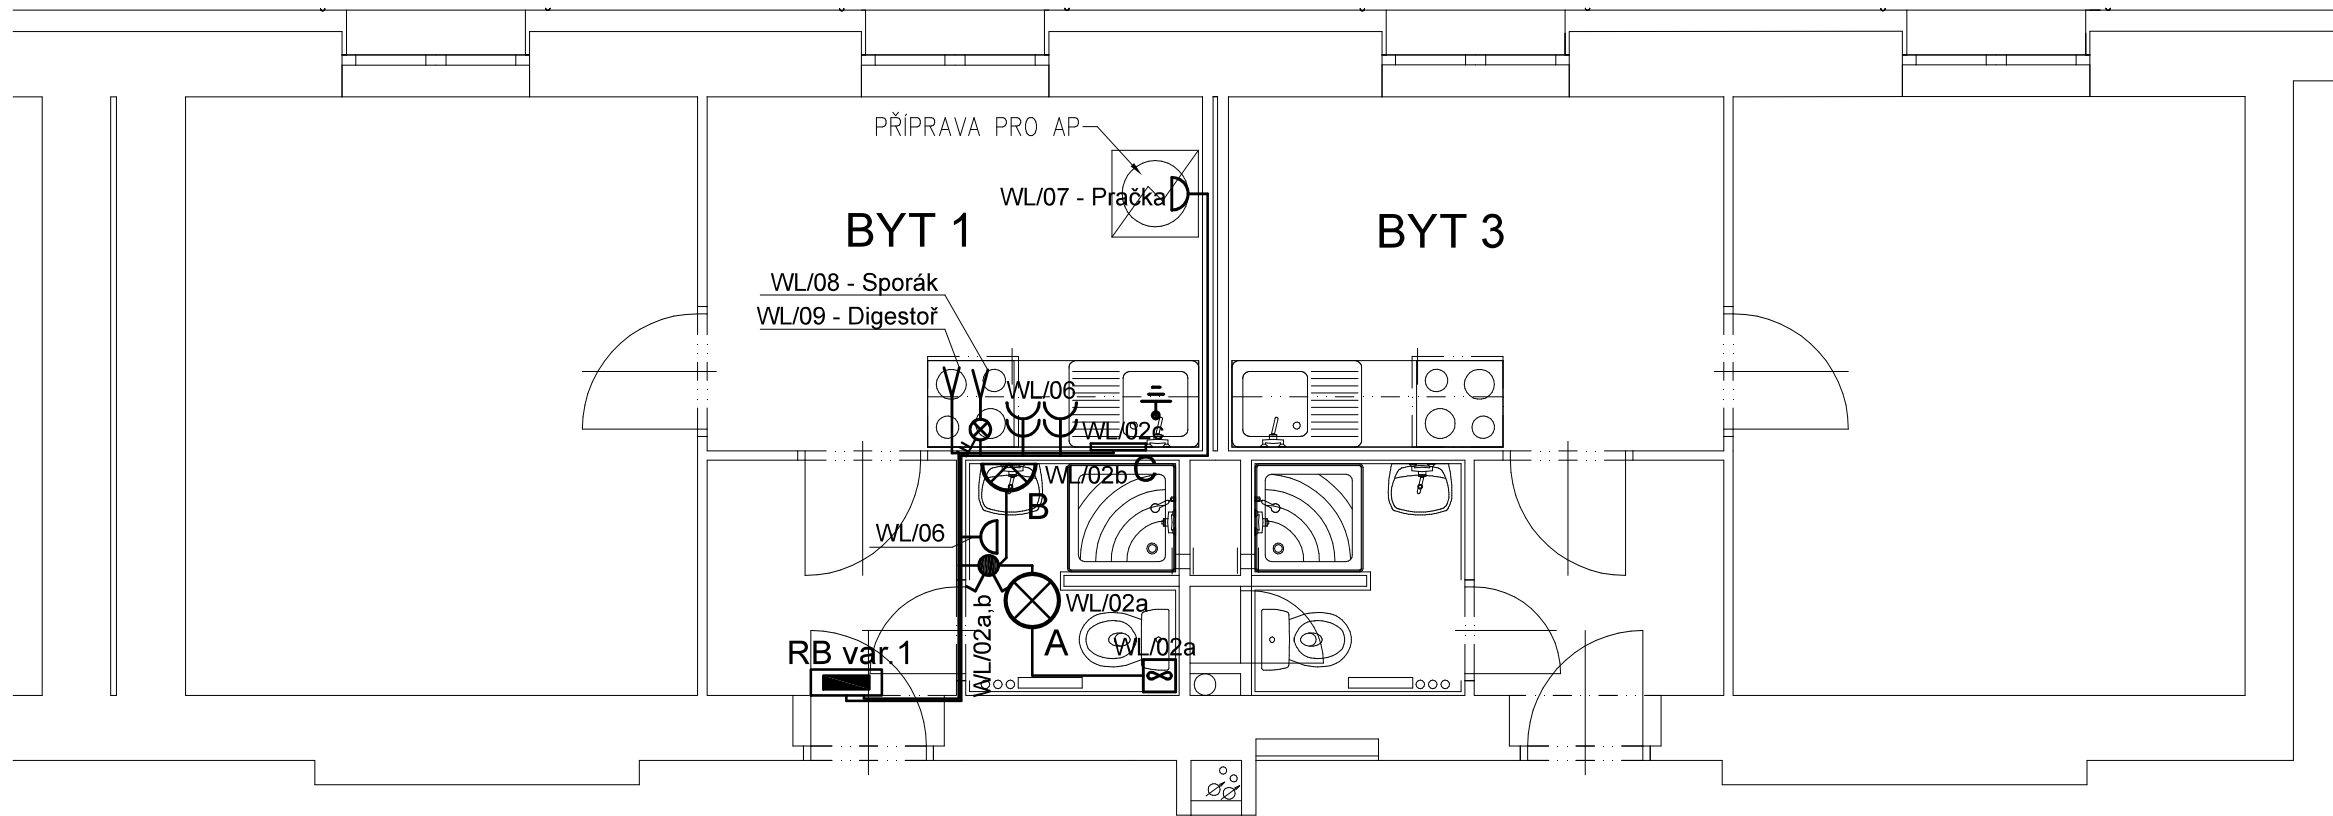 PŘÍPRAVA PRO AP
WL/07 - Pračka
BYT 1
BYT 3
WL/08 - Sporák
WL/09 - Digestoř
WL/06
WL/02c
WL/02b
C
B
WL/06
WL/02a,b
WL/02a
A
WL/02a
RB var.1